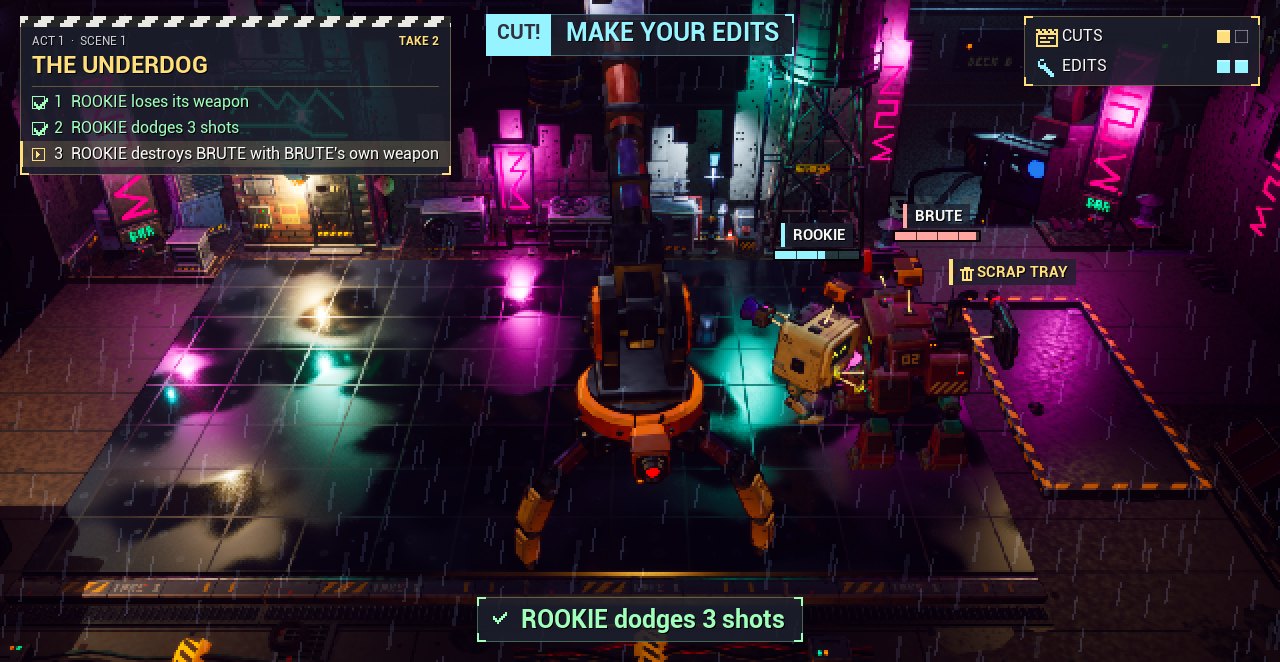 ACT 1 · SCENE 1
TAKE 2
THE UNDERDOG
1 ROOKIE loses its weapon
2 ROOKIE dodges 3 shots
3 ROOKIE destroys BRUTE with BRUTE's own weapon
CUT!
MAKE YOUR EDITS
CUTS
EDITS
BRUTE
ROOKIE
SCRAP TRAY
02
ROOKIE dodges 3 shots